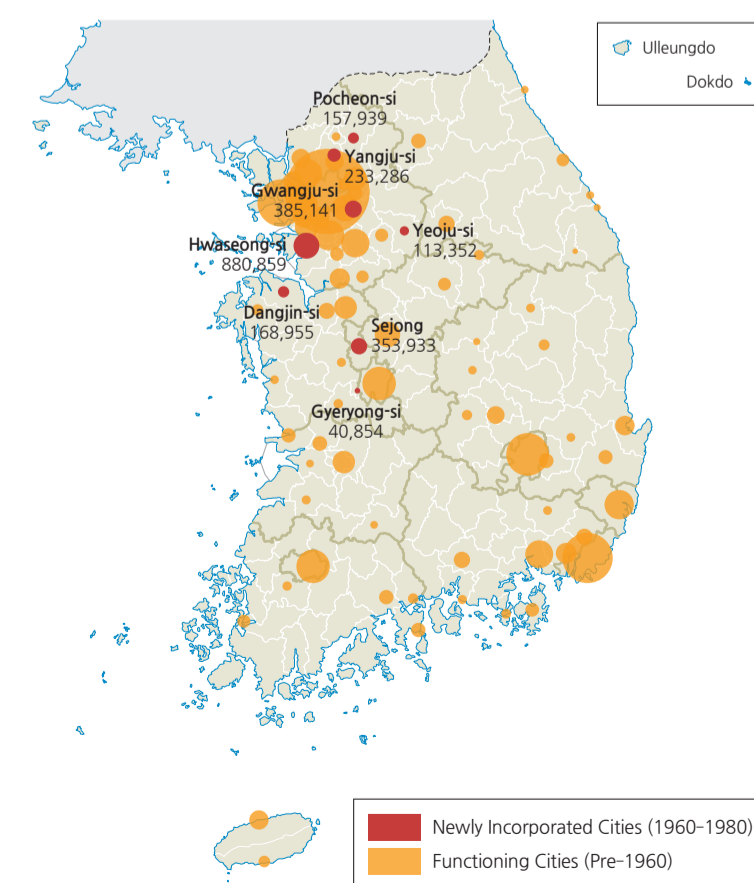 Ulleungdo
Dokdo
Pocheon-si
157,939
Yangju-si
233,286
Gwangju-si
385,141
Yeoju-si
113,352
Hwaseong-si
880,859
Dangjin-si
168,955
Sejong
353,933
Gyeryong-si
40,854
Newly Incorporated Cities (1960–1980)
Functioning Cities (Pre–1960)